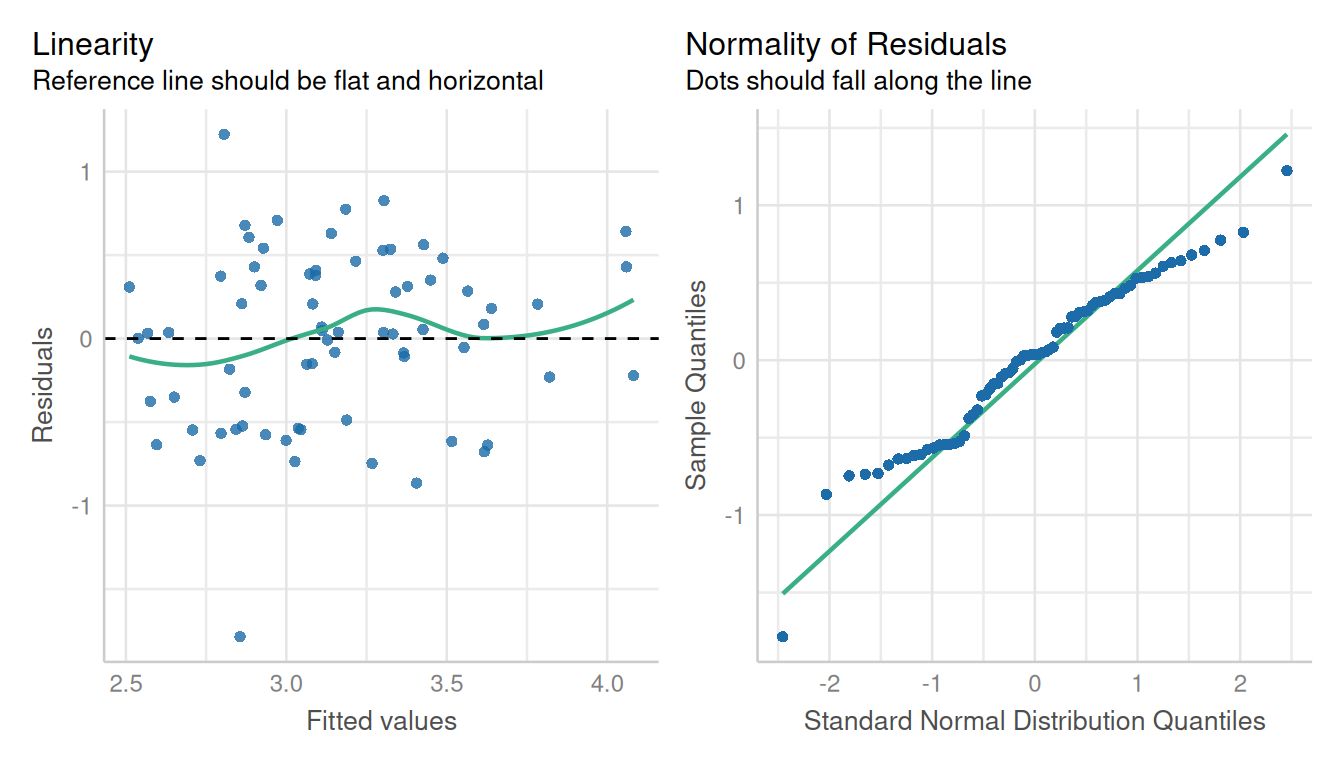 Linearity
Reference line should be flat and horizontal
1
0
-1
Residuals
2.5 3.0 3.5 4.0
Fitted values
Normality of Residuals
Dots should fall along the line
1
0
-1
Sample Quantiles
-2 -1 0 1 2
Standard Normal Distribution Quantiles